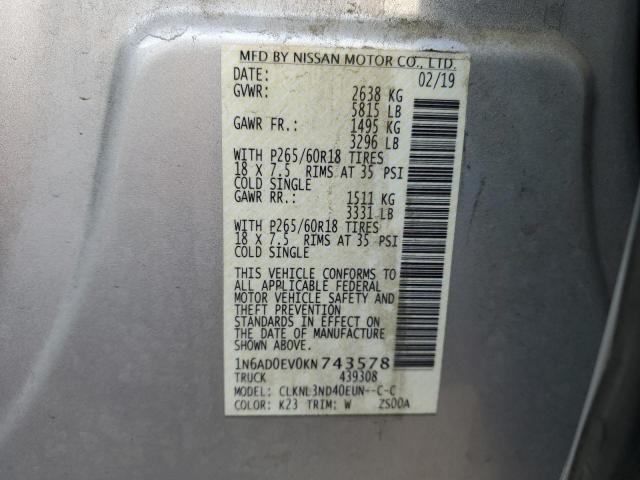 MFD BY NISSAN MOTOR CO., LTD.
DATE: 02/19
GVWR: 2638 KG
5815 LB
GAWR FR.: 1495 KG
3296 LB
WITH P265/60R18 TIRES
18 X 7.5 RIMS AT 35 PSI
COLD SINGLE
GAWR RR.: 1511 KG
3331 LB
WITH P265/60R18 TIRES
18 X 7.5 RIMS AT 35 PSI
COLD SINGLE
THIS VEHICLE CONFORMS TO
ALL APPLICABLE FEDERAL
MOTOR VEHICLE SAFETY AND
THEFT PREVENTION
STANDARDS IN EFFECT ON
THE DATE OF MANUFACTURE
SHOWN ABOVE.
1N6AD0EV0KN743578
TRUCK 439308
MODEL: CLKNL3ND40EUN--C-C
COLOR: K23 TRIM: W ZS00A